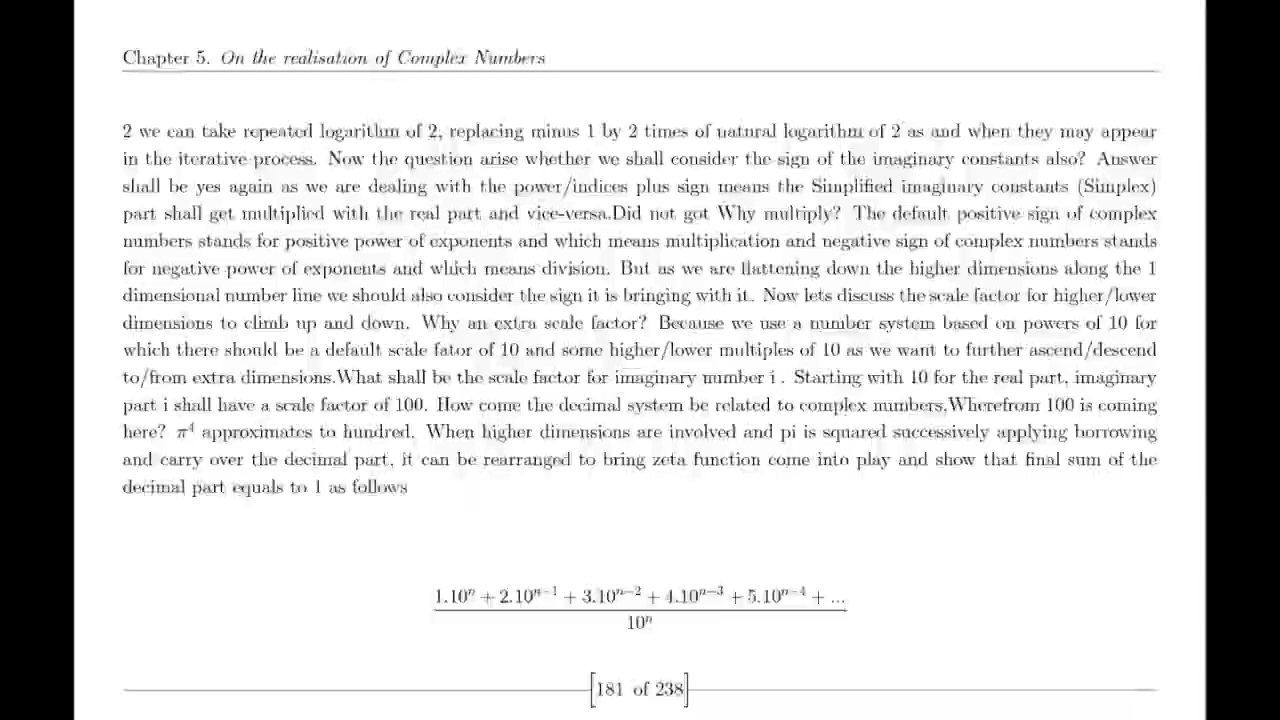 Chapter 5. On the realisation of Complex Numbers
2 we can take repeated logarithm of 2, replacing minus 1 by 2 times of natural logarithm of 2 as and when they may appear
in the iterative process. Now the question arise whether we shall consider the sign of the imaginary constants also? Answer
shall be yes again as we are dealing with the power/indices plus sign means the Simplified imaginary constants (Simplex)
part shall get multiplied with the real part and vice-versa.Did not got Why multiply? The default positive sign of complex
numbers stands for positive power of exponents and which means multiplication and negative sign of complex numbers stands
for negative power of exponents and which means division. But as we are flattening down the higher dimensions along the 1
dimensional number line we should also consider the sign it is bringing with it. Now lets discuss the scale factor for higher/lower
dimensions to climb up and down. Why an extra scale factor? Because we use a number system based on powers of 10 for
which there should be a default scale fator of 10 and some higher/lower multiples of 10 as we want to further ascend/descend
to/from extra dimensions.What shall be the scale factor for imaginary number i . Starting with 10 for the real part, imaginary
part i shall have a scale factor of 100. How come the decimal system be related to complex numbers.Wherefrom 100 is coming
here? π⁴ approximates to hundred. When higher dimensions are involved and pi is squared successively applying borrowing
and carry over the decimal part, it can be rearranged to bring zeta function come into play and show that final sum of the
decimal part equals to 1 as follows
1.10ⁿ + 2.10ⁿ⁻¹ + 3.10ⁿ⁻² + 4.10ⁿ⁻³ + 5.10ⁿ⁻⁴ + ...
10ⁿ
[181 of 238]